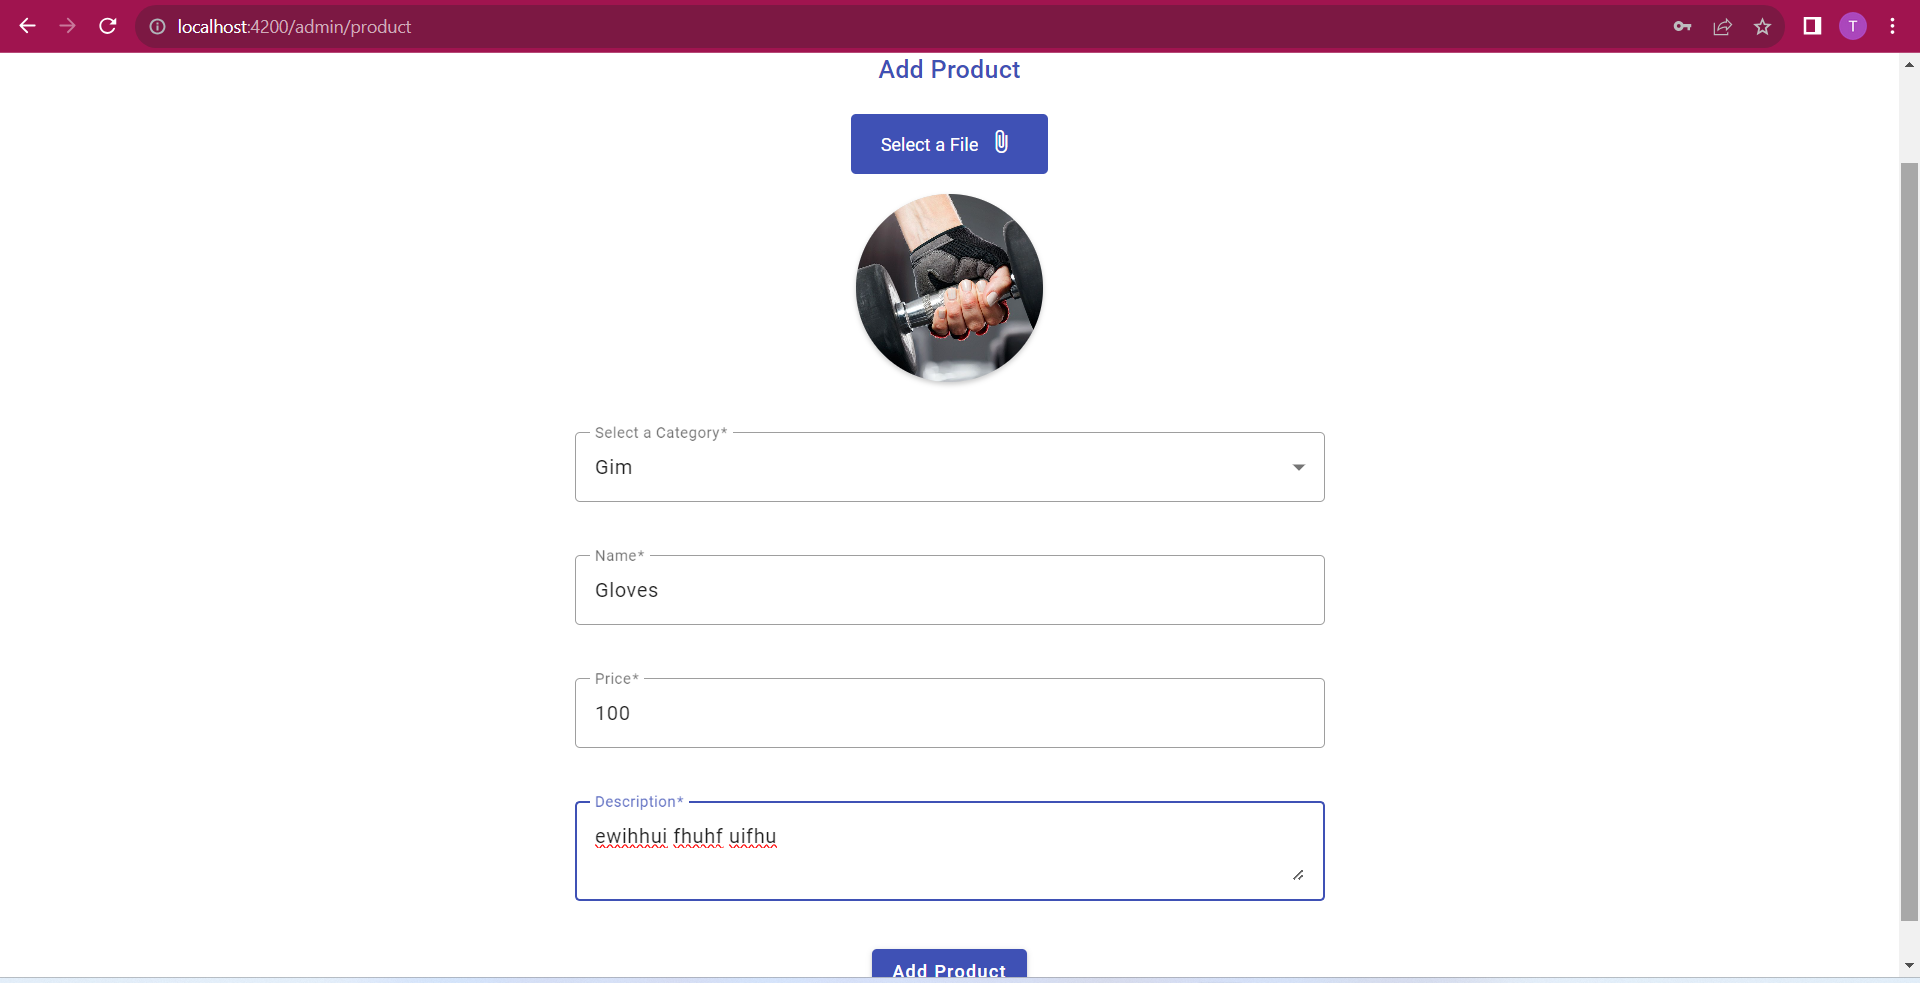 localhost:4200/admin/product
T
Add Product
Select a File
Select a Category*
Gim
Name*
Gloves
Price*
100
Description*
ewihhui fhuhf uifhu
Add Product